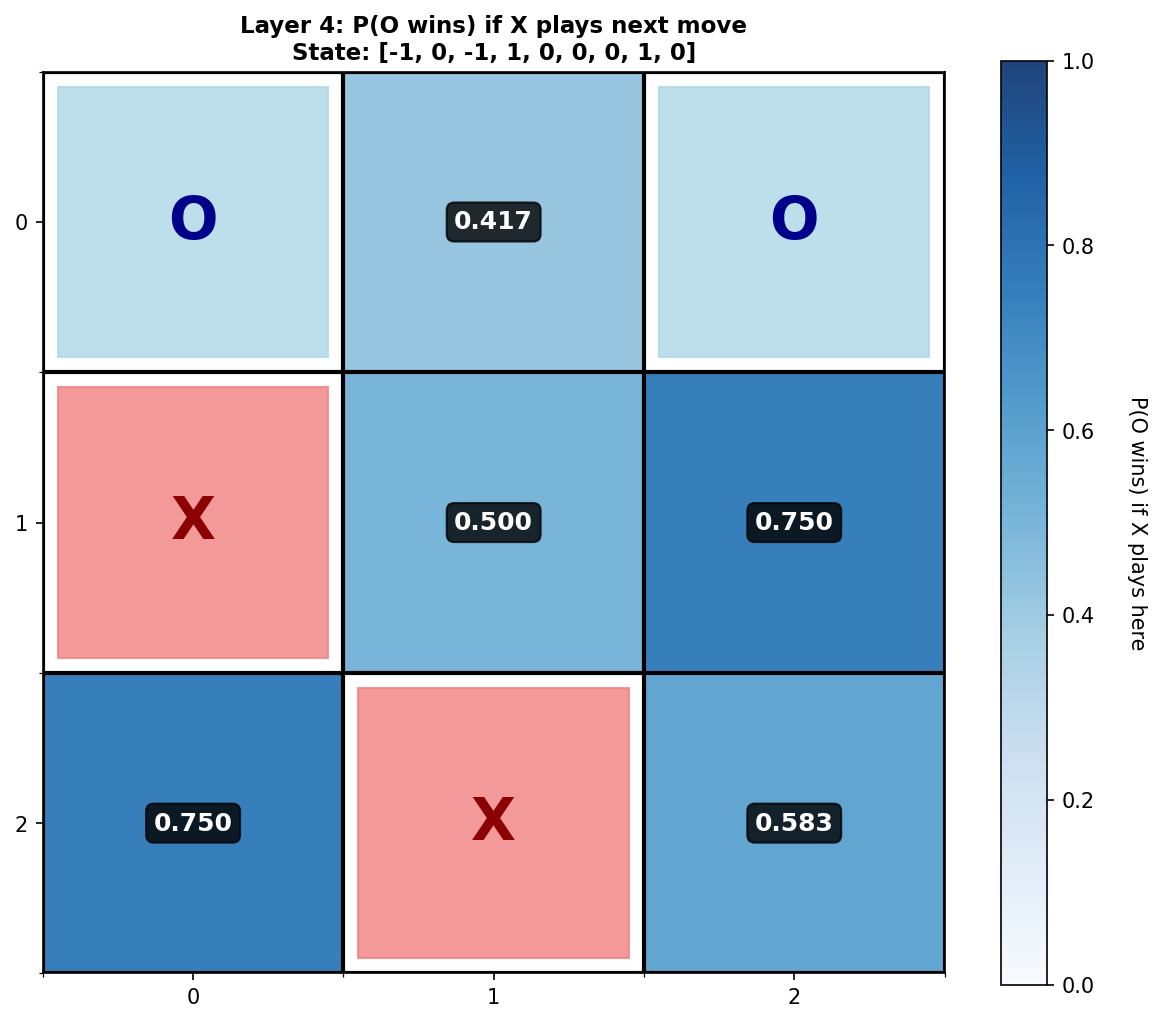 Layer 4: P(O wins) if X plays next move
State: [-1, 0, -1, 1, 0, 0, 0, 1, 0]
O
0.417
O
X
0.500
0.750
0.750
X
0.583
0
1
2
0
1
2
1.0
0.8
0.6
0.4
0.2
0.0
P(O wins) if X plays here